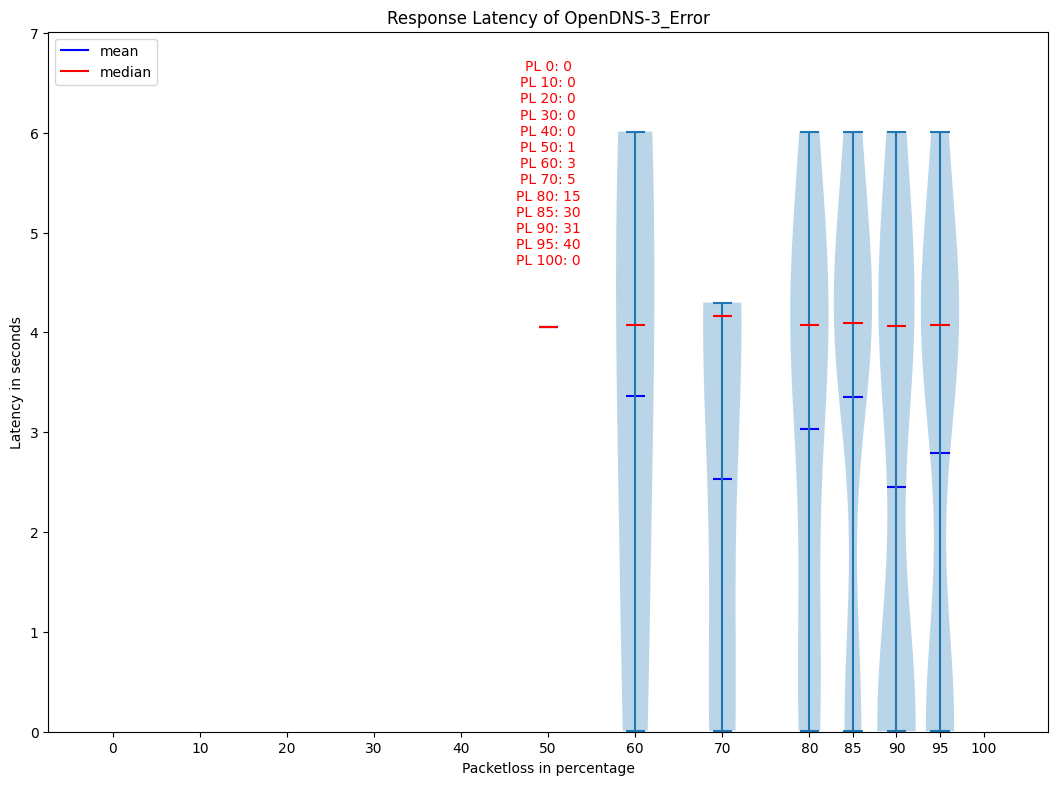 Response Latency of OpenDNS-3_Error
mean
median
PL 0: 0
PL 10: 0
PL 20: 0
PL 30: 0
PL 40: 0
PL 50: 1
PL 60: 3
PL 70: 5
PL 80: 15
PL 85: 30
PL 90: 31
PL 95: 40
PL 100: 0
Latency in seconds
7
6
5
4
3
2
1
0
0 10 20 30 40 50 60 70 80 85 90 95 100
Packetloss in percentage